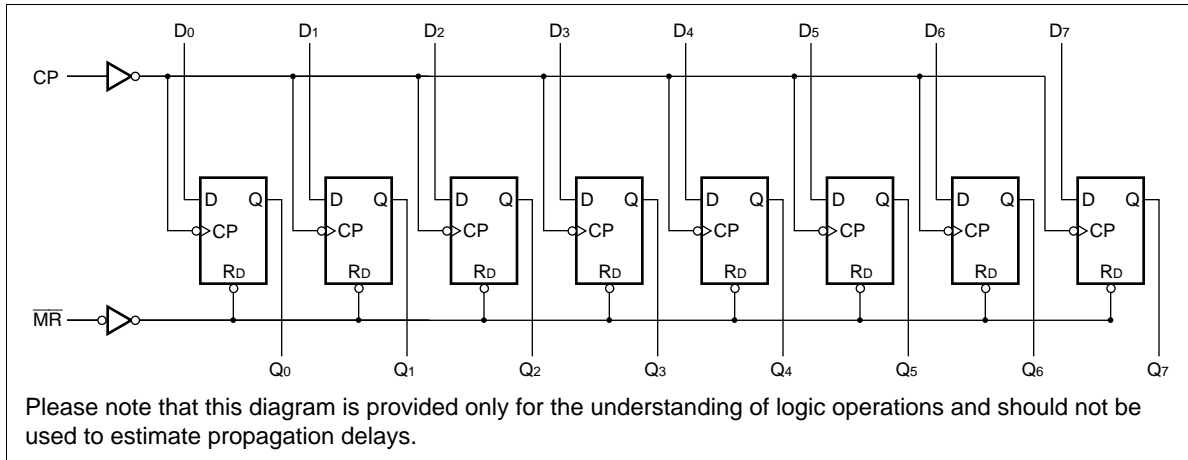 D0 D1 D2 D3 D4 D5 D6 D7
CP
D Q D Q D Q D Q D Q D Q D Q D Q
CP CP CP CP CP CP CP CP
RD RD RD RD RD RD RD RD
MR
Q0 Q1 Q2 Q3 Q4 Q5 Q6 Q7
Please note that this diagram is provided only for the understanding of logic operations and should not be
used to estimate propagation delays.